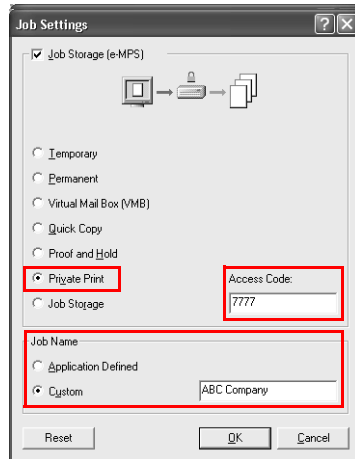 Job Settings
Job Storage (e-MPS)
Temporary
Permanent
Virtual Mail Box (VMB)
Quick Copy
Proof and Hold
Private Print
Access Code:
Job Storage
7777
Job Name
Application Defined
Custom
ABC Company
Reset
OK
Cancel